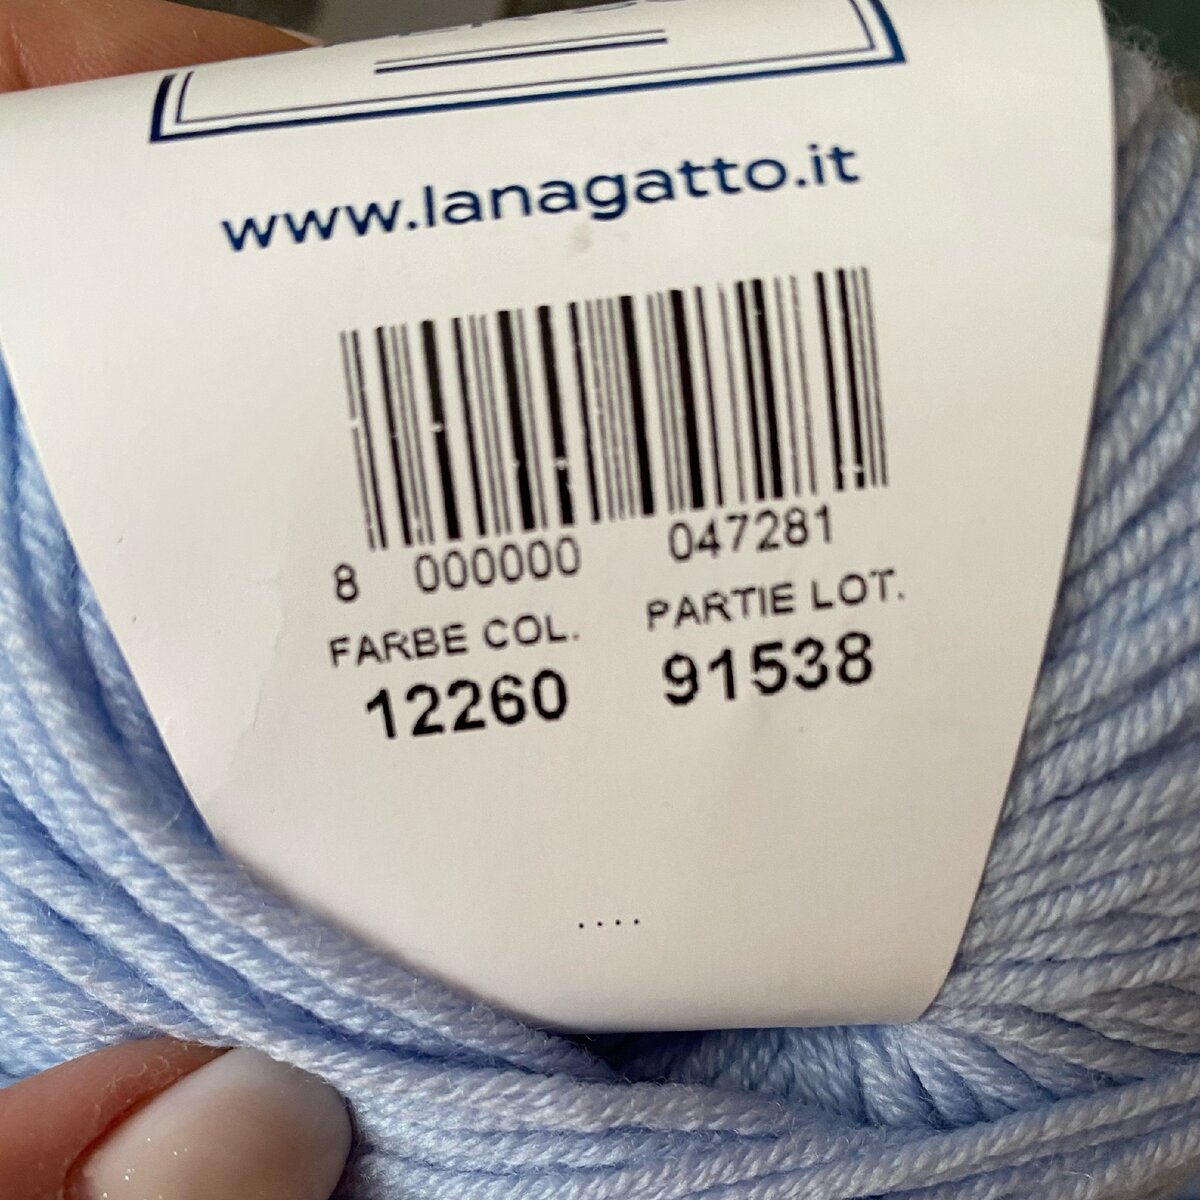 www.lanagatto.it
8 000000 047281
FARBE COL. PARTIE LOT.
12260 91538